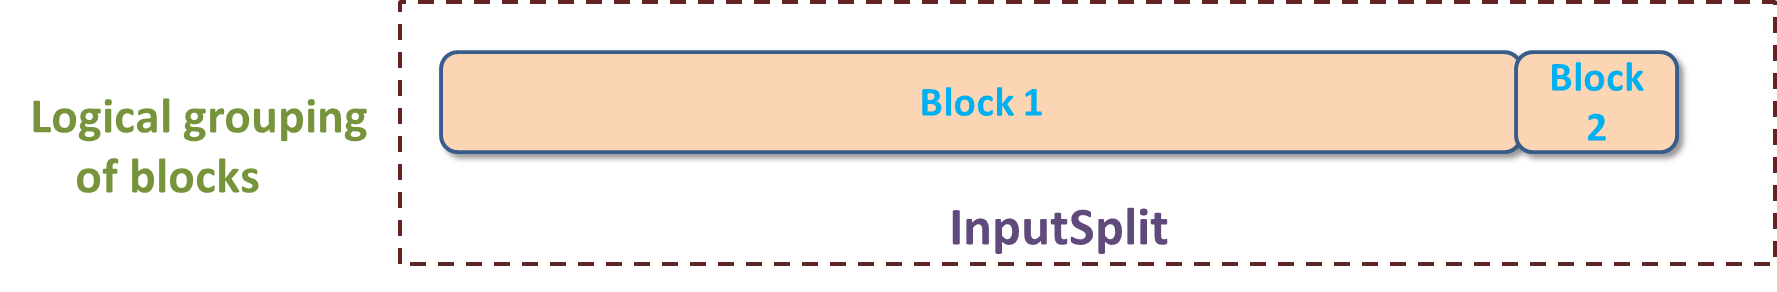 Logical grouping
of blocks
Block 1
Block
2
InputSplit